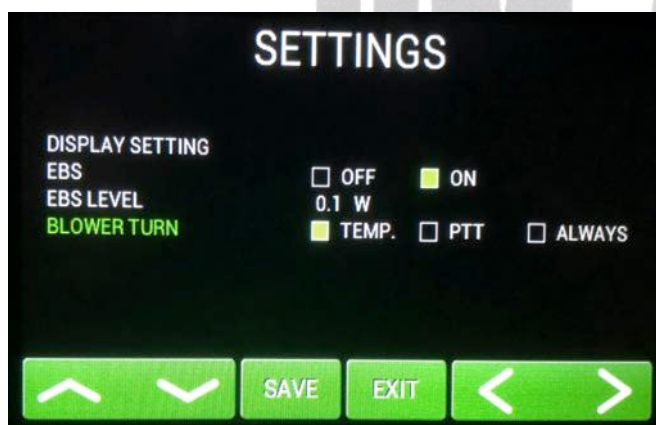 SETTINGS
DISPLAY SETTING
EBS OFF ON
EBS LEVEL 0.1 W
BLOWER TURN TEMP. PTT ALWAYS
SAVE EXIT